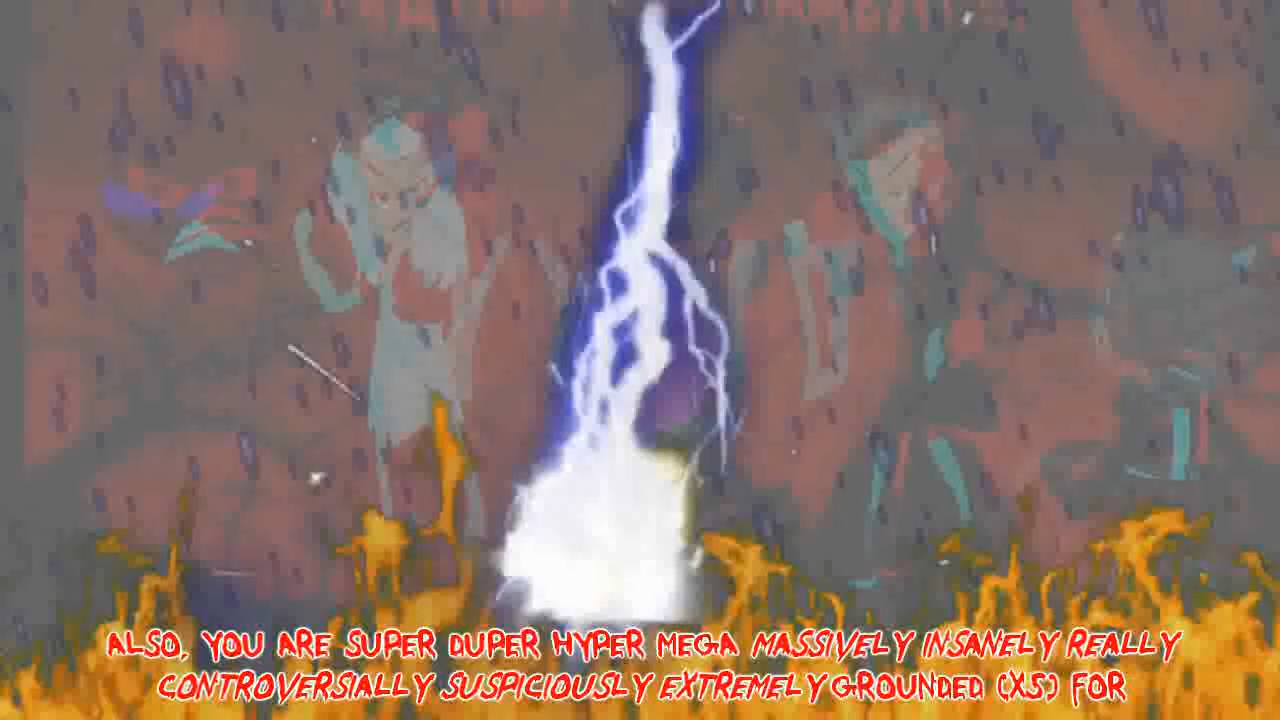 ALSO, YOU ARE SUPER DUPER HYPER MEGA MASSIVELY INSANELY REALLY
CONTROVERSIALLY SUSPICIOUSLY EXTREMELY GROUNDED (X5) FOR